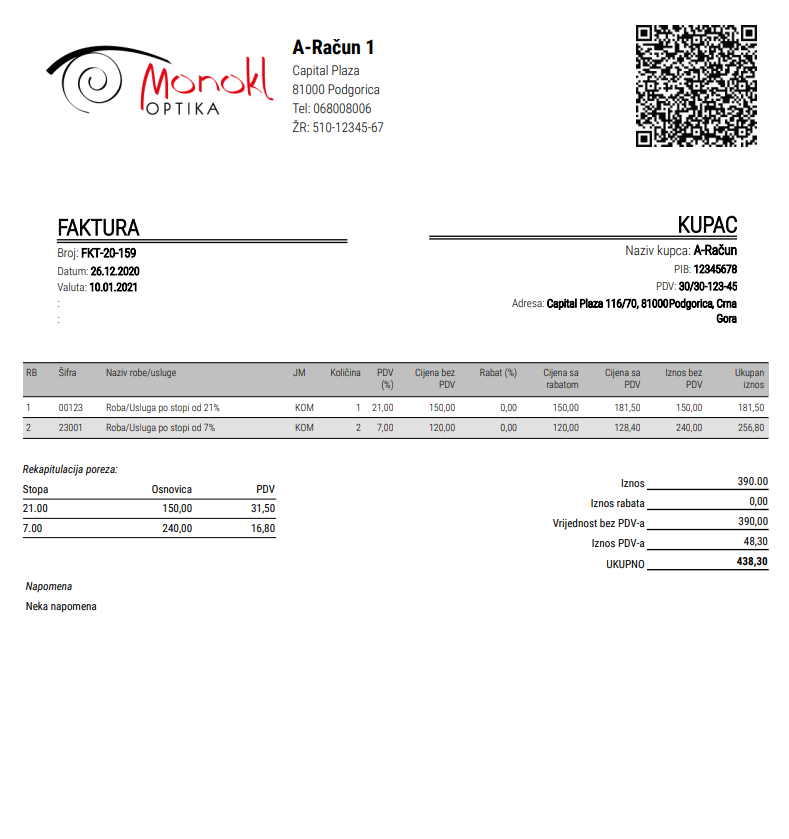 Monokl
OPTIKA
A-Račun 1
Capital Plaza
81000 Podgorica
Tel: 068008006
ŽR: 510-12345-67
FAKTURA
Broj: FKT-20-159
Datum: 26.12.2020
Valuta: 10.01.2021
:
:
KUPAC
Naziv kupca: A-Račun
PIB: 12345678
PDV: 30/30-123-45
Adresa: Capital Plaza 116/70, 81000Podgorica, Crna
Gora
RB Šifra Naziv robe/usluge JM Količina PDV (%) Cijena bez PDV Rabat (%) Cijena sa rabatom Cijena sa PDV Iznos bez PDV Ukupan iznos
1 00123 Roba/Usluga po stopi od 21% KOM 1 21,00 150,00 0,00 150,00 181,50 150,00 181,50
2 23001 Roba/Usluga po stopi od 7% KOM 2 7,00 120,00 0,00 120,00 128,40 240,00 256,80
Rekapitulacija poreza:
Stopa Osnovica PDV
21.00 150,00 31,50
7.00 240,00 16,80
Iznos 390.00
Iznos rabata 0,00
Vrijednost bez PDV-a 390,00
Iznos PDV-a 48,30
UKUPNO 438,30
Napomena
Neka napomena